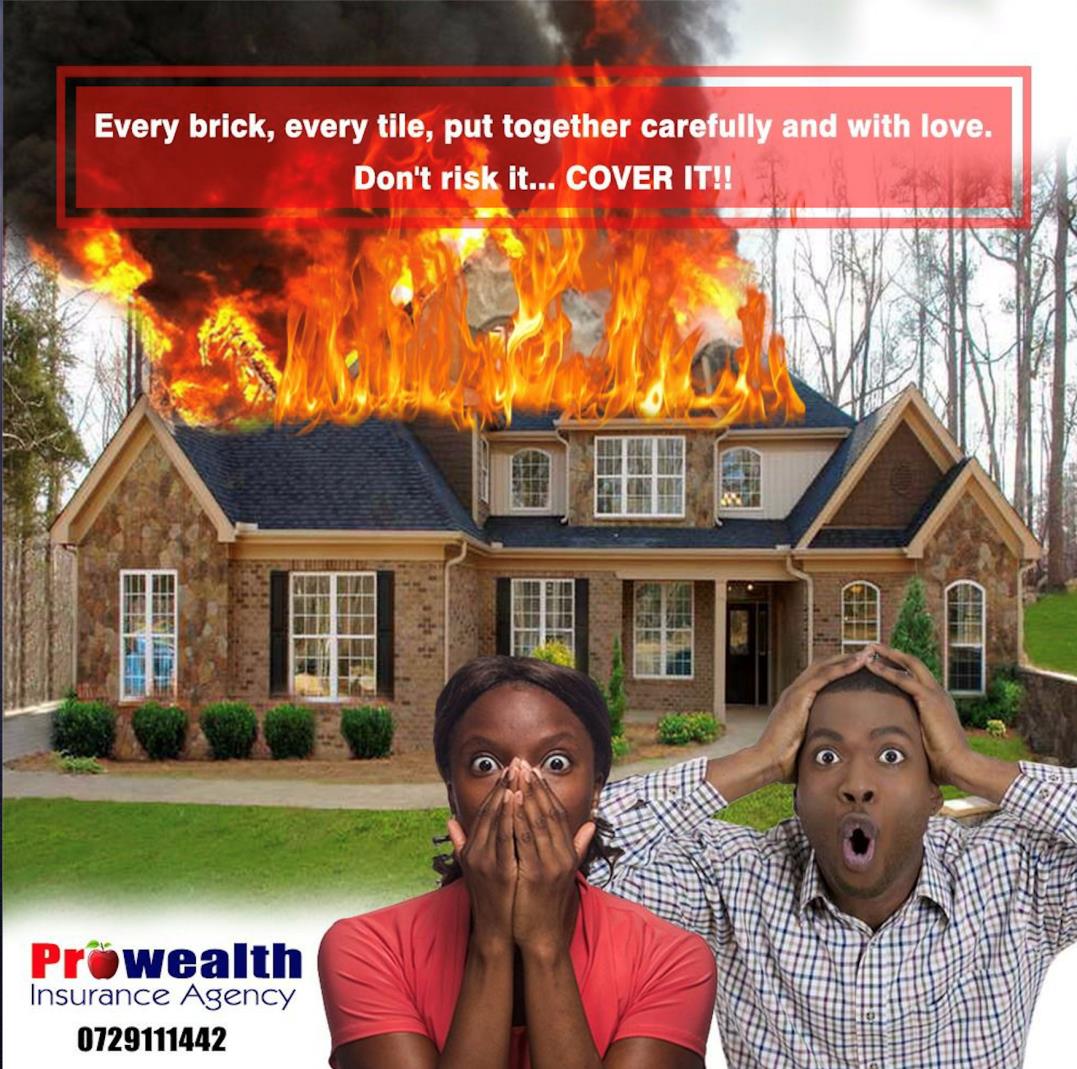 Every brick, every tile, put together carefully and with love.
Don't risk it... COVER IT!!
Prowealth
Insurance Agency
0729111442